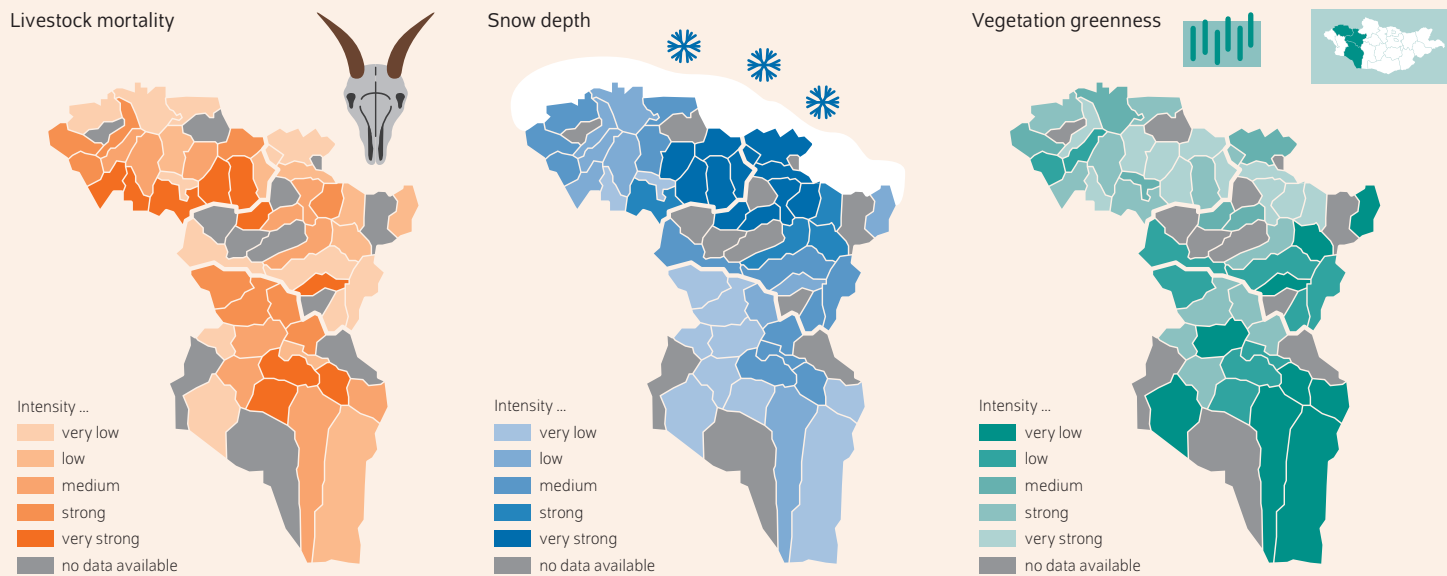 Livestock mortality
Intensity ...
very low
low
medium
strong
very strong
no data available
Snow depth
Intensity ...
very low
low
medium
strong
very strong
no data available
Vegetation greenness
Intensity ...
very low
low
medium
strong
very strong
no data available